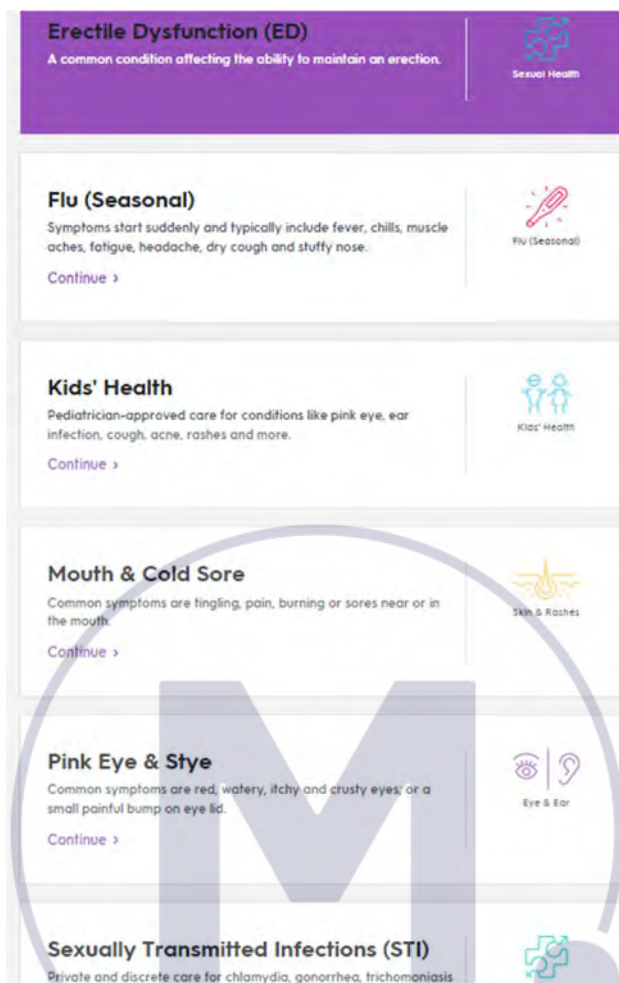 Erectile Dysfunction (ED)
A common condition affecting the ability to maintain an erection.
Sexual Health
Flu (Seasonal)
Symptoms start suddenly and typically include fever, chills, muscle
aches, fatigue, headache, dry cough and stuffy nose.
Continue ›
Flu (Seasonal)
Kids' Health
Pediatrician-approved care for conditions like pink eye, ear
infection, cough, acne, rashes and more.
Continue ›
Kids' Health
Mouth & Cold Sore
Common symptoms are tingling, pain, burning or sores near or in
the mouth.
Continue ›
Skin & Rashes
Pink Eye & Stye
Common symptoms are red, watery, itchy and crusty eyes; or a
small painful bump on eye lid.
Continue ›
Eye & Ear
Sexually Transmitted Infections (STI)
Private and discrete care for chlamydia, gonorrhea, trichomoniasis
M